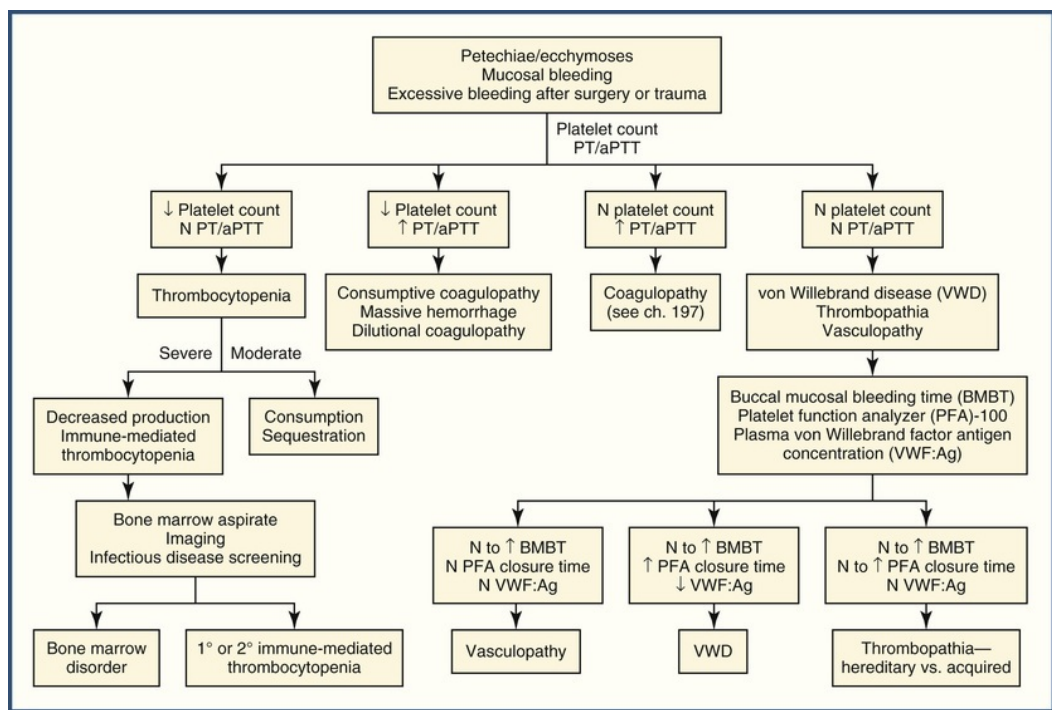 Petechiae/ecchymoses
Mucosal bleeding
Excessive bleeding after surgery or trauma
Platelet count
PT/aPTT
↓ Platelet count
N PT/aPTT
↓ Platelet count
↑ PT/aPTT
N platelet count
↑ PT/aPTT
N platelet count
N PT/aPTT
Thrombocytopenia
Consumptive coagulopathy
Massive hemorrhage
Dilutional coagulopathy
Coagulopathy
(see ch. 197)
von Willebrand disease (VWD)
Thrombopathia
Vasculopathy
Severe
Moderate
Decreased production
Immune-mediated
thrombocytopenia
Consumption
Sequestration
Buccal mucosal bleeding time (BMBT)
Platelet function analyzer (PFA)-100
Plasma von Willebrand factor antigen
concentration (VWF:Ag)
Bone marrow aspirate
Imaging
Infectious disease screening
N to ↑ BMBT
N PFA closure time
N VWF:Ag
N to ↑ BMBT
↑ PFA closure time
↓ VWF:Ag
N to ↑ BMBT
N to ↑ PFA closure time
N VWF:Ag
Bone marrow
disorder
1° or 2° immune-mediated
thrombocytopenia
Vasculopathy
VWD
Thrombopathia—
hereditary vs. acquired